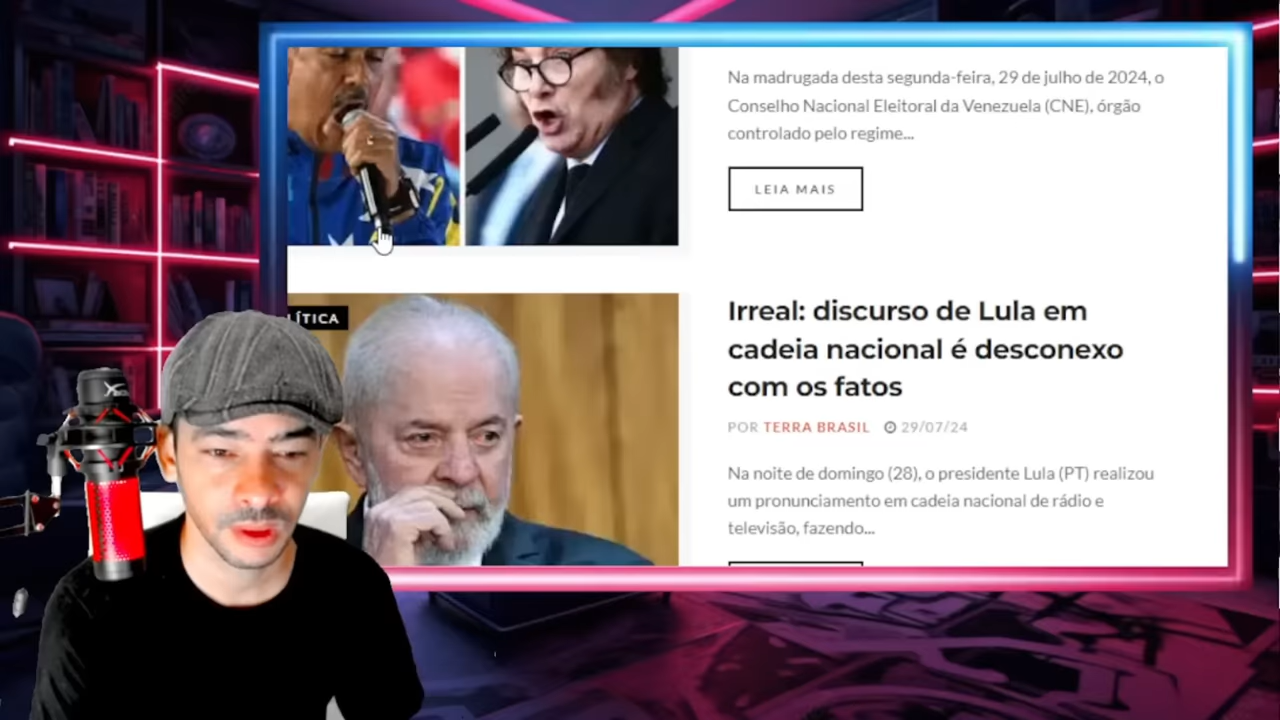 Na madrugada desta segunda-feira, 29 de julho de 2024, o
Conselho Nacional Eleitoral da Venezuela (CNE), órgão
controlado pelo regime...
LEIA MAIS
LÍTICA
Irreal: discurso de Lula em
cadeia nacional é desconexo
com os fatos
POR TERRA BRASIL 29/07/24
Na noite de domingo (28), o presidente Lula (PT) realizou
um pronunciamento em cadeia nacional de rádio e
televisão, fazendo...